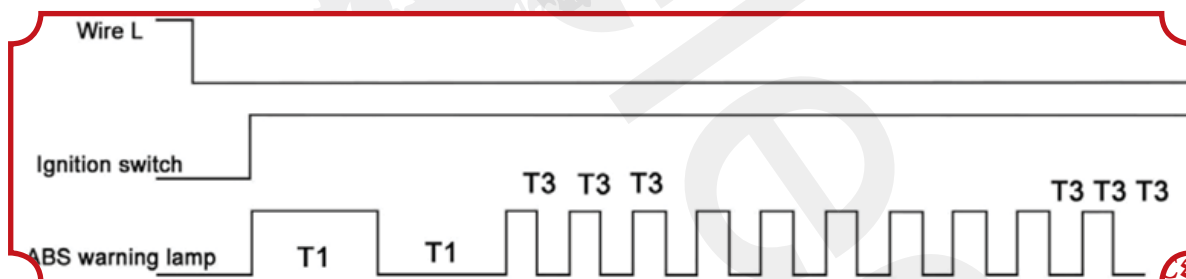 Wire L
Ignition switch
T3 T3 T3
T3 T3 T3
ABS warning lamp
T1
T1